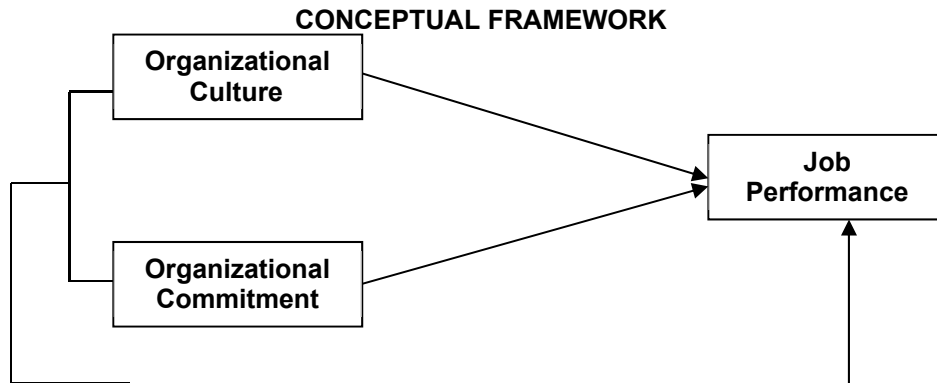 CONCEPTUAL FRAMEWORK
Organizational
Culture
Job
Performance
Organizational
Commitment